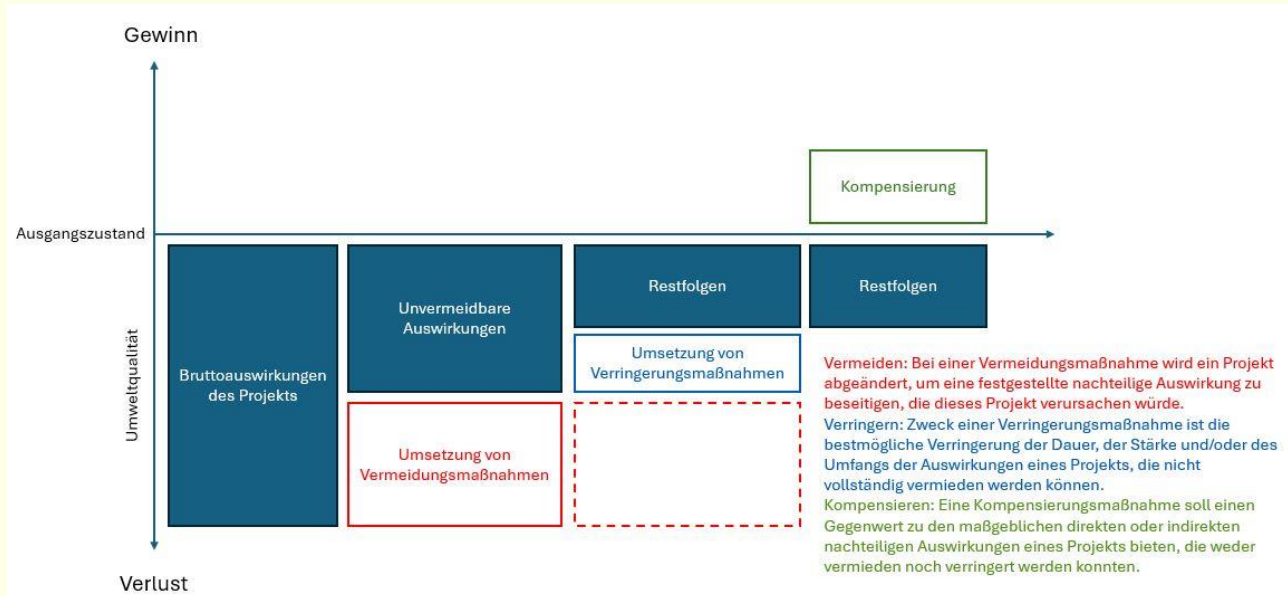 Gewinn
Kompensierung
Ausgangszustand
Umweltqualität
Bruttoauswirkungen
des Projekts
Unvermeidbare
Auswirkungen
Umsetzung von
Vermeidungsmaßnahmen
Restfolgen
Umsetzung von
Verringerungsmaßnahmen
Restfolgen
Vermeiden: Bei einer Vermeidungsmaßnahme wird ein Projekt
abgeändert, um eine festgestellte nachteilige Auswirkung zu
beseitigen, die dieses Projekt verursachen würde.
Verringern: Zweck einer Verringerungsmaßnahme ist die
bestmögliche Verringerung der Dauer, der Stärke und/oder des
Umfangs der Auswirkungen eines Projekts, die nicht
vollständig vermieden werden können.
Kompensieren: Eine Kompensierungsmaßnahme soll einen
Gegenwert zu den maßgeblichen direkten oder indirekten
nachteiligen Auswirkungen eines Projekts bieten, die weder
vermieden noch verringert werden konnten.
Verlust